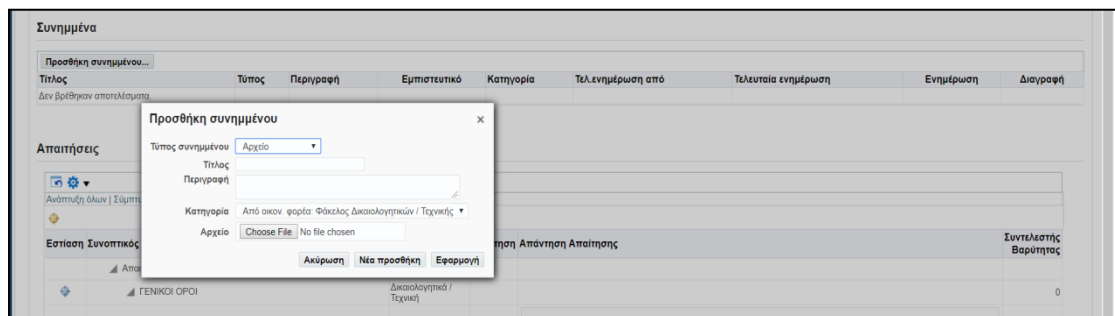 Συνημμένα
Προσθήκη συνημμένου...
Τίτλος Τύπος Περιγραφή Εμπιστευτικό Κατηγορία Τελ.ενημέρωση από Τελευταία ενημέρωση Ενημέρωση Διαγραφή
Δεν βρέθηκαν αποτελέσματα.
Προσθήκη συνημμένου ×
Τύπος συνημμένου Αρχείο
Τίτλος
Περιγραφή
Κατηγορία Από οικον. φορέα: Φάκελος Δικαιολογητικών / Τεχνικής
Αρχείο Choose File No file chosen
Ακύρωση Νέα προσθήκη Εφαρμογή
Απαιτήσεις
Ανάπτυξη όλων | Σύμπτυ
Εστίαση Συνοπτικός Απάντηση Απαίτησης Συντελεστής
Βαρύτητας
ΓΕΝΙΚΟΙ ΟΡΟΙ Δικαιολογητικά / 0
Τεχνική